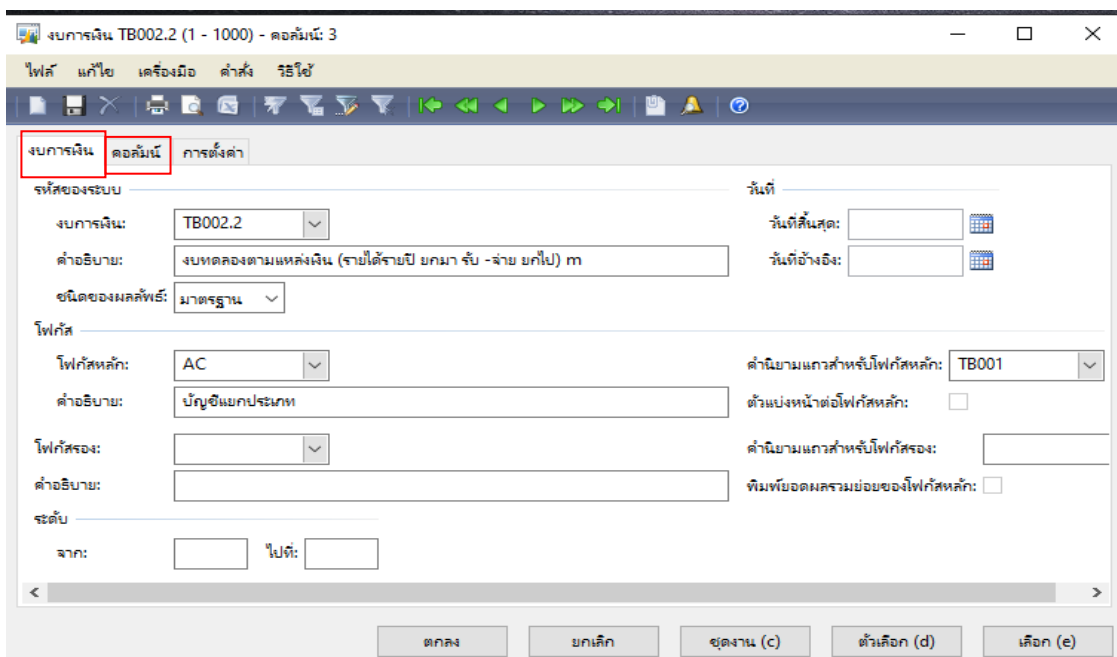 งบการเงิน TB002.2 (1 - 1000) - คอลัมน์: 3
ไฟล์ แก้ไข เครื่องมือ คำสั่ง วิธีใช้
งบการเงิน คอลัมน์ การตั้งค่า
รหัสของระบบ วันที่
งบการเงิน: TB002.2 วันที่สิ้นสุด:
คำอธิบาย: งบทดลองตามแหล่งเงิน (รายได้รายปี ยกมา รับ -จ่าย ยกไป) m วันที่อ้างอิง:
ชนิดของผลลัพธ์: มาตรฐาน
โฟกัส
โฟกัสหลัก: AC คำนิยามแถวสำหรับโฟกัสหลัก: TB001
คำอธิบาย: บัญชีแยกประเภท ตัวแบ่งหน้าต่อโฟกัสหลัก:
โฟกัสรอง: คำนิยามแถวสำหรับโฟกัสรอง:
คำอธิบาย: พิมพ์ยอดผลรวมย่อยของโฟกัสหลัก:
ระดับ
จาก: ไปที่:
ตกลง ยกเลิก ชุดงาน (c) ตัวเลือก (d) เลือก (e)